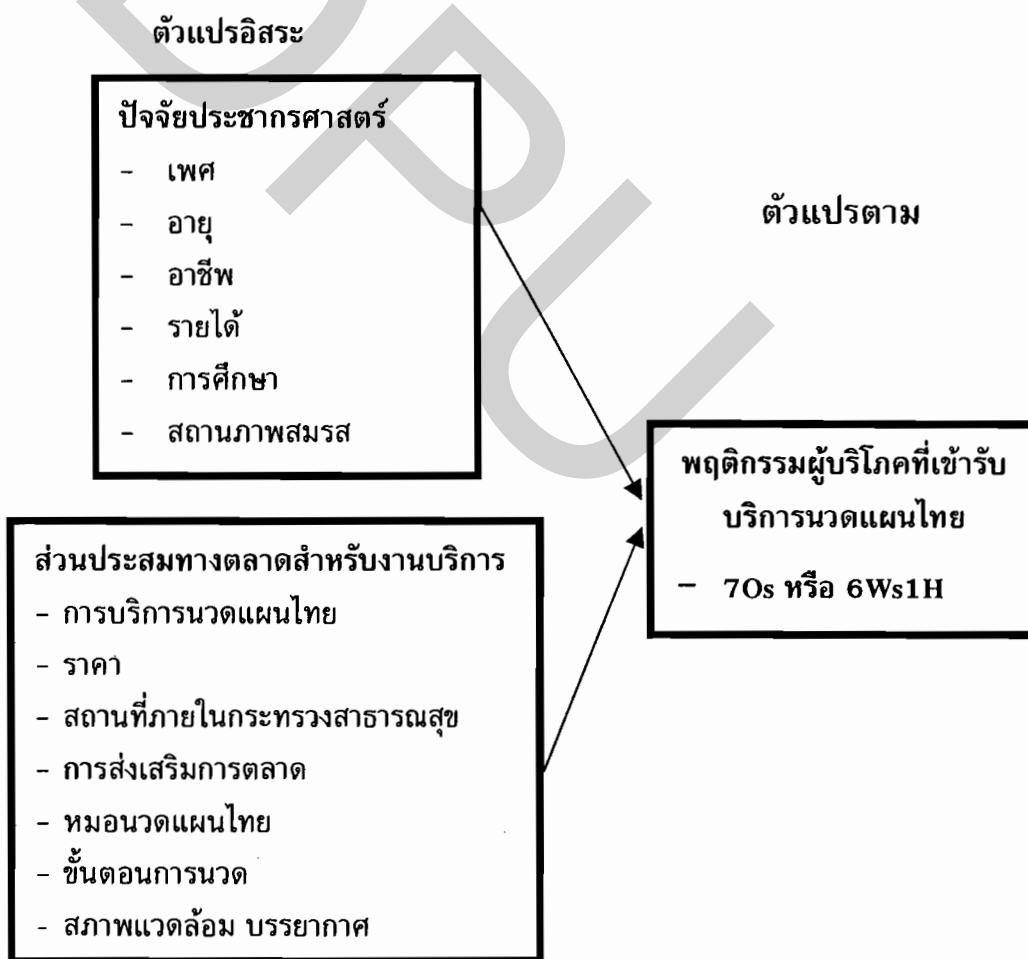 ตัวแปรอิสระ
ปัจจัยประชากรศาสตร์
- เพศ
- อายุ
- อาชีพ
- รายได้
- การศึกษา
- สถานภาพสมรส
ตัวแปรตาม
พฤติกรรมผู้บริโภคที่เข้ารับ
บริการนวดแผนไทย
- 7Os หรือ 6Ws1H
ส่วนประสมทางตลาดสำหรับงานบริการ
- การบริการนวดแผนไทย
- ราคา
- สถานที่ภายในกระทรวงสาธารณสุข
- การส่งเสริมการตลาด
- หมอนวดแผนไทย
- ขั้นตอนการนวด
- สภาพแวดล้อม บรรยากาศ
DPU